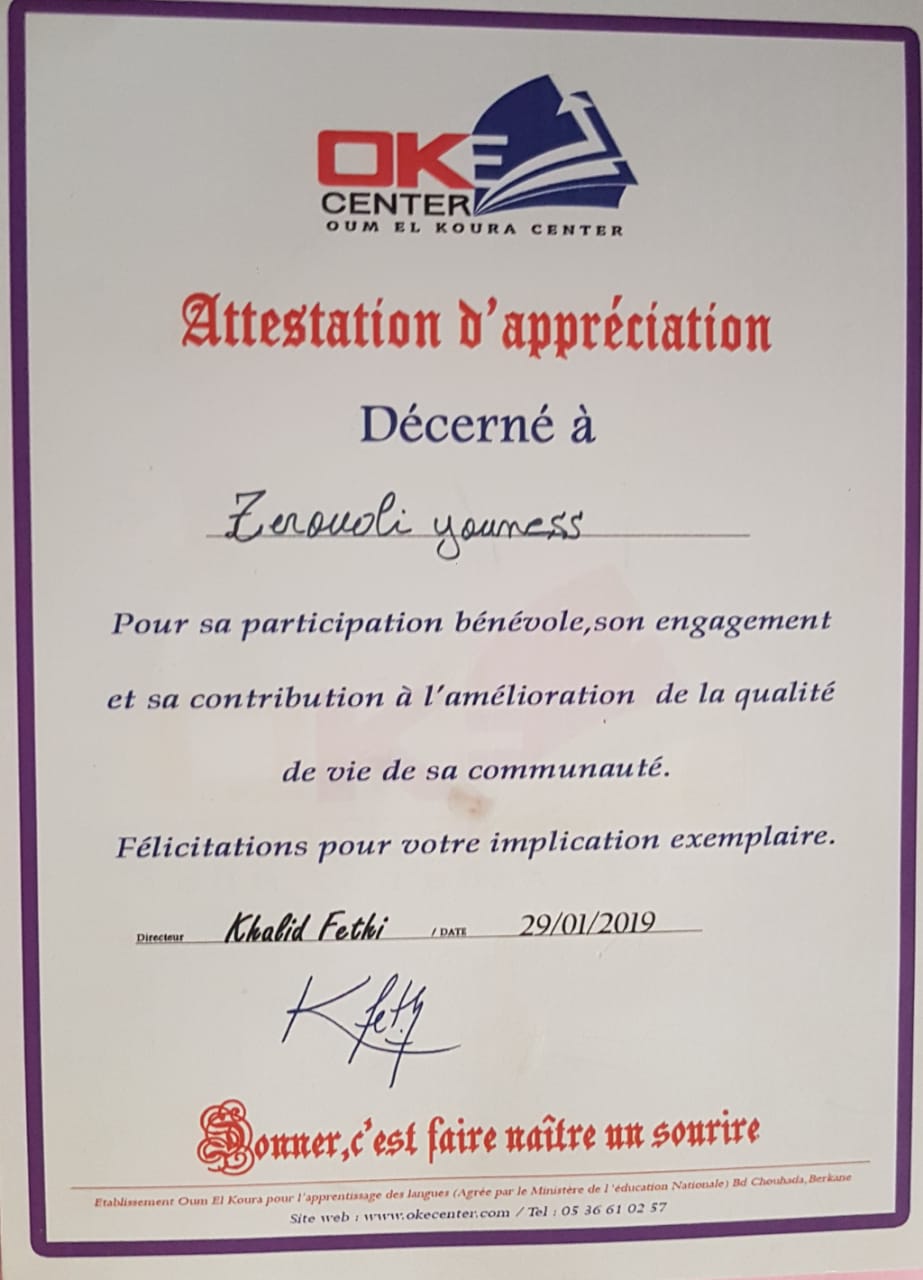 OKE
CENTER
OUM EL KOURA CENTER
Attestation d'appréciation
Décerné à
Zerouoli youness
Pour sa participation bénévole,son engagement
et sa contribution à l'amélioration de la qualité
de vie de sa communauté.
Félicitations pour votre implication exemplaire.
Directeur Khalid Fethi / DATE 29/01/2019
K feth
Donner,c'est faire naître un sourire
Etablissement Oum El Koura pour l'apprentissage des langues (Agrée par le Ministère de l'éducation Nationale) Bd Chouhada,Berkane
Site web : www.okecenter.com / Tel : 05 36 61 02 57